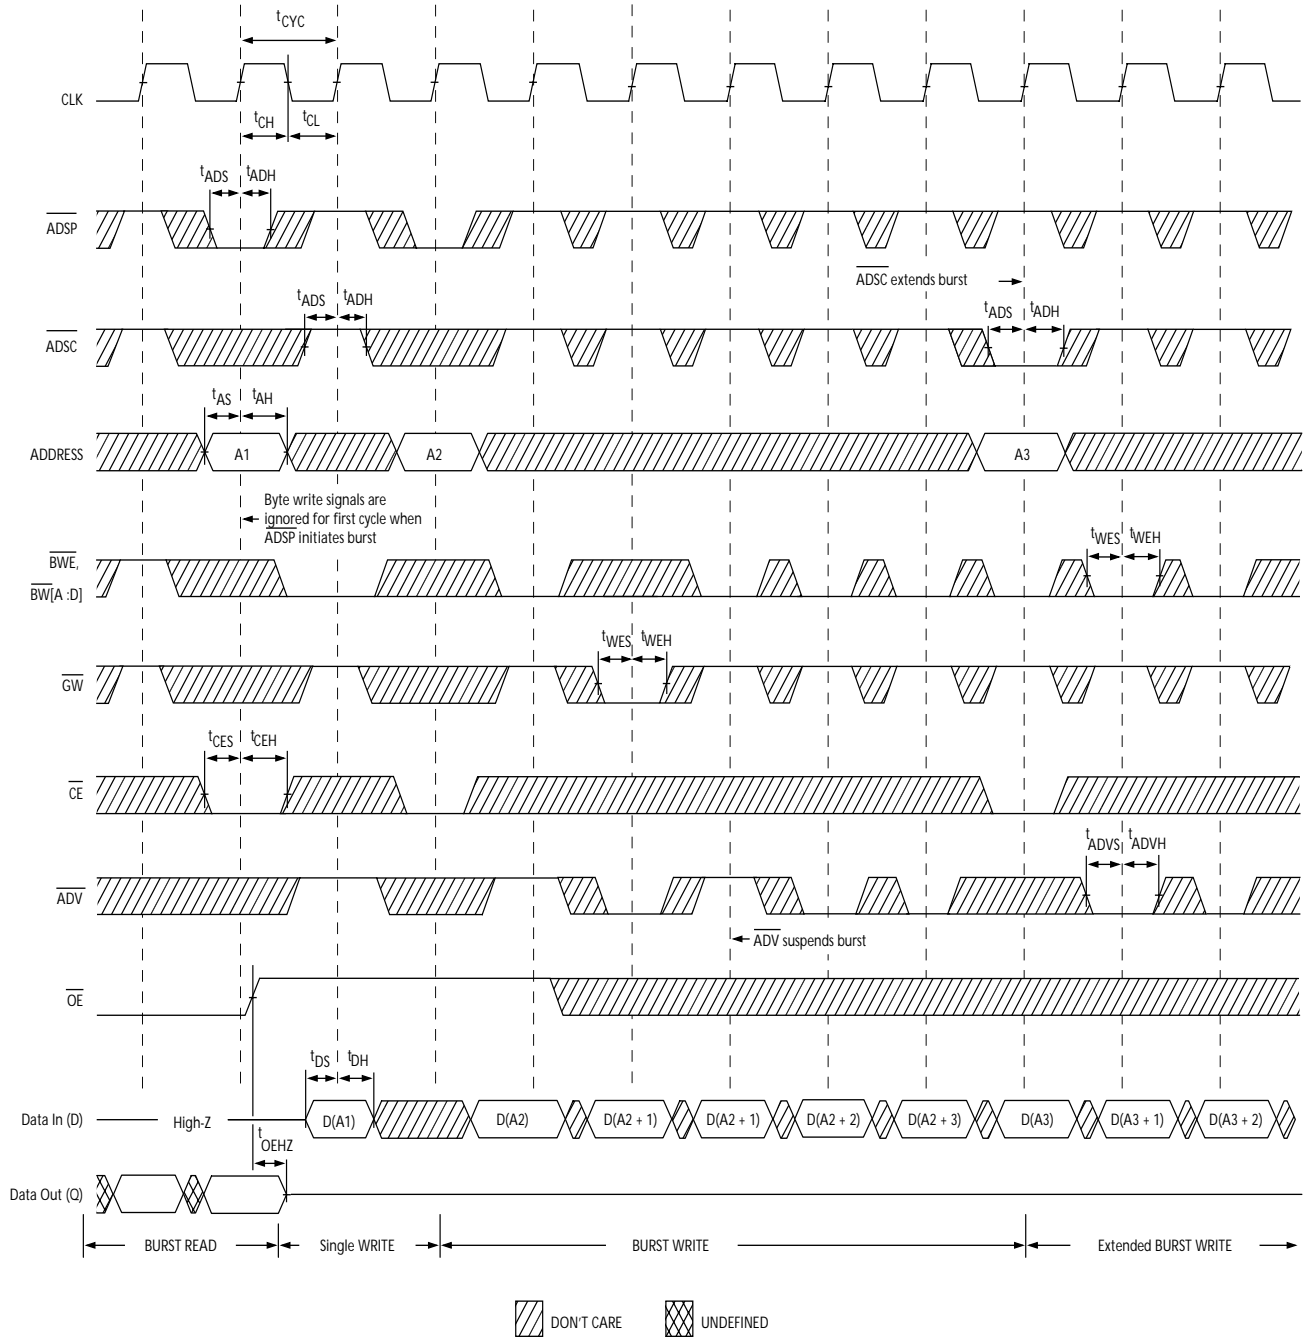 tCYC
CLK
tCH
tCL
tADS
tADH
ADSP
ADSC extends burst
tADS
tADH
tADS
tADH
ADSC
tAS
tAH
ADDRESS
A1
A2
A3
Byte write signals are
ignored for first cycle when
ADSP initiates burst
tWES
tWEH
BWE,
BW[A :D]
tWES
tWEH
GW
tCES
tCEH
CE
tADVS
tADVH
ADV
ADV suspends burst
OE
tDS
tDH
Data In (D)
High-Z
D(A1)
D(A2)
D(A2 + 1)
D(A2 + 1)
D(A2 + 2)
D(A2 + 3)
D(A3)
D(A3 + 1)
D(A3 + 2)
tOEHZ
Data Out (Q)
BURST READ
Single WRITE
BURST WRITE
Extended BURST WRITE
DON'T CARE
UNDEFINED